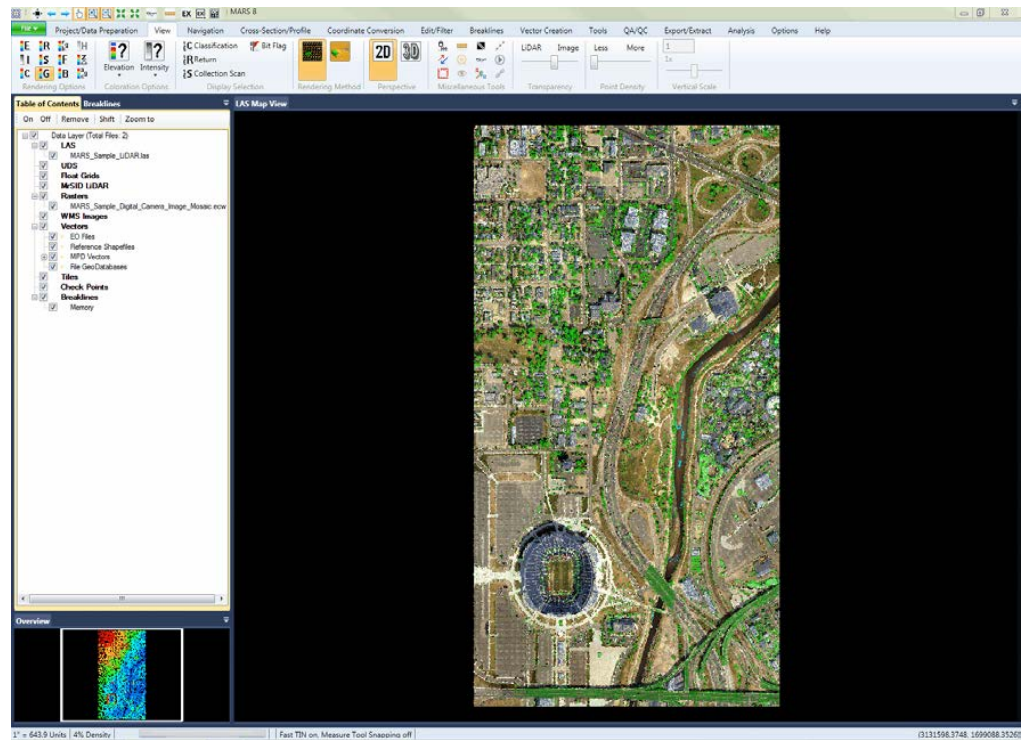 EX
MARS 8
File
Project/Data Preparation View Navigation Cross-Section/Profile Coordinate Conversion Edit/Filter Breaklines Vector Creation Tools QA/QC Export/Extract Analysis Options Help
Classification Bit Flag
Return
Collection Scan
Elevation Intensity
2D 3D
LiDAR Image Less More
1
1x
Rendering Options Coloration Options Display Selection Rendering Method Perspective Miscellaneous Tools Transparency Point Density Vertical Scale
Table of Contents Breaklines
LAS Map View
On Off Remove Shift Zoom to
Data Layer (Total Files: 2)
LAS
MARS_Sample_LiDAR.las
UDS
Float Grids
MrSID LiDAR
Rasters
MARS_Sample_Digital_Camera_Image_Mosaic.ecw
WMS Images
Vectors
EO Files
Reference Shapefiles
MPD Vectors
File GeoDatabases
Tiles
Check Points
Breaklines
Memory
Overview
1" = 643.9 Units 4% Density Fast TIN on, Measure Tool Snapping off